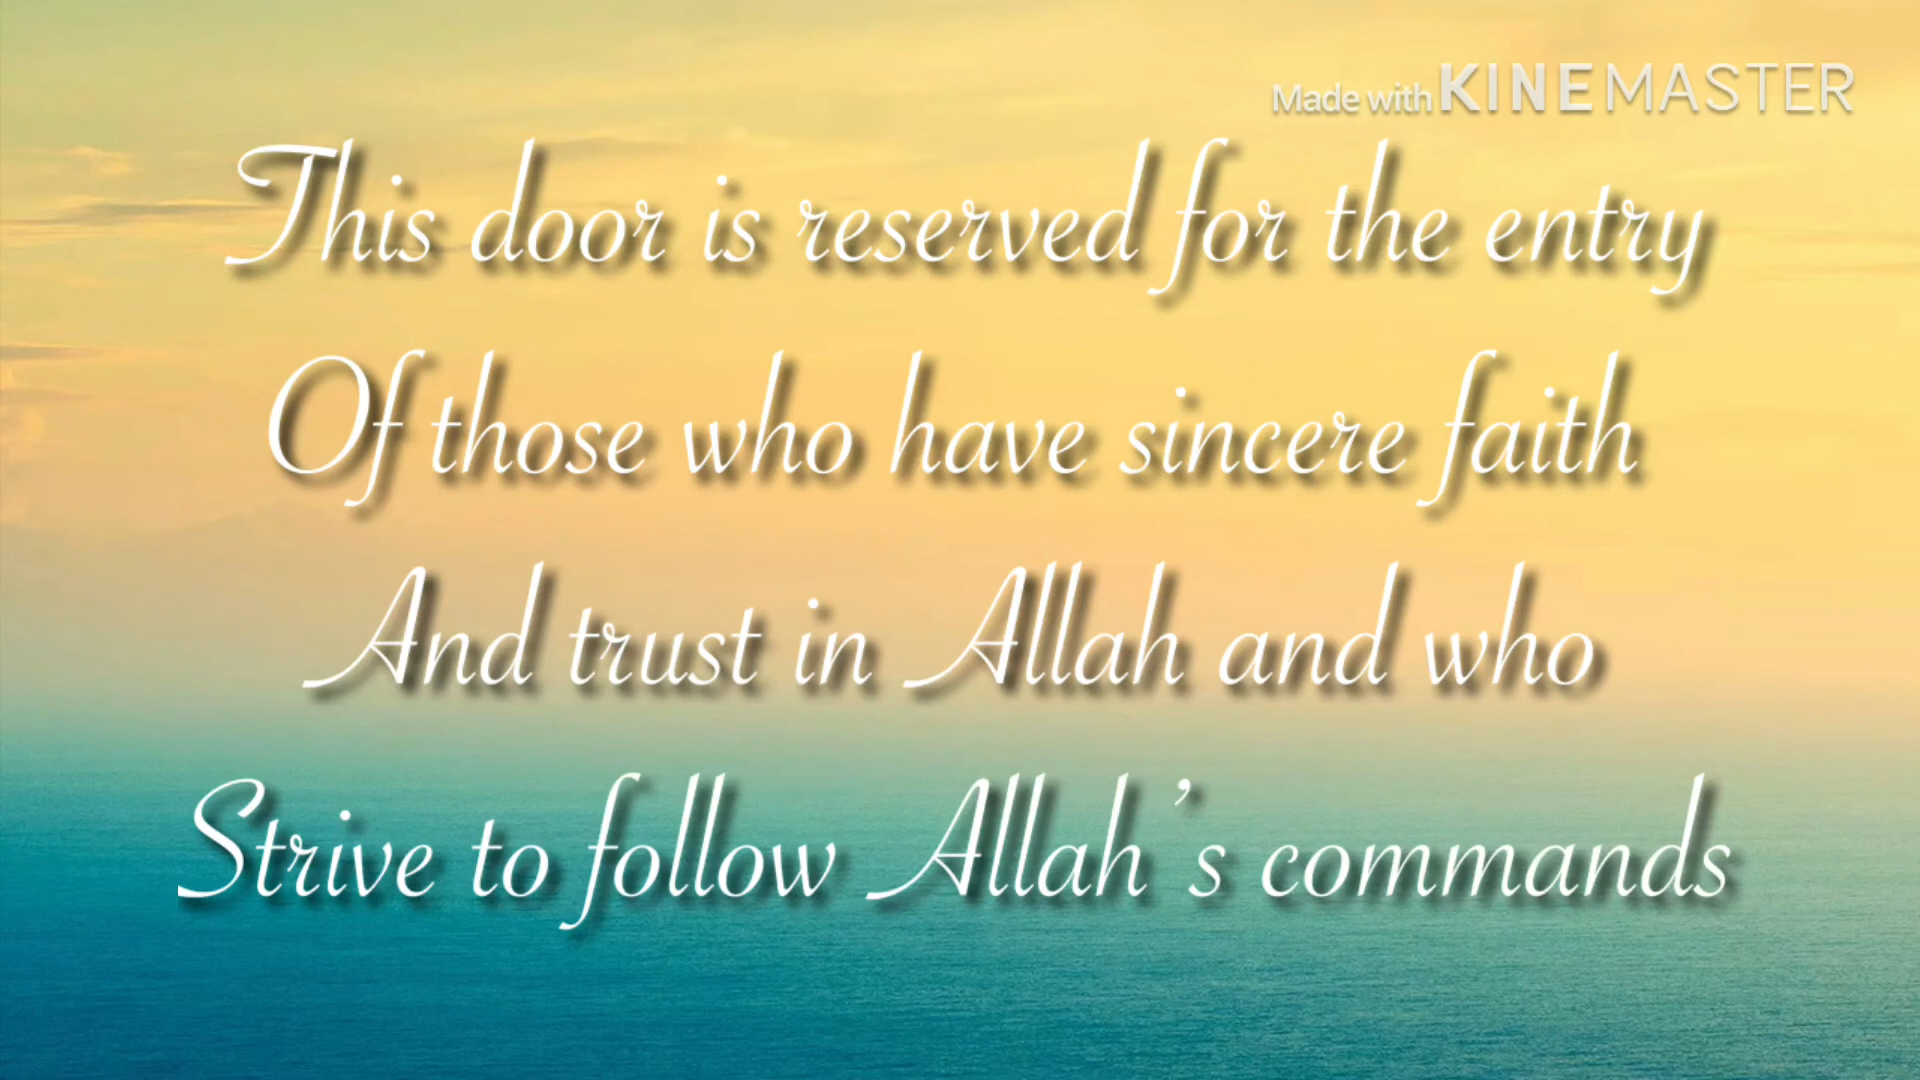 Made with KINEMASTER
This door is reserved for the entry
Of those who have sincere faith
And trust in Allah and who
Strive to follow Allah's commands